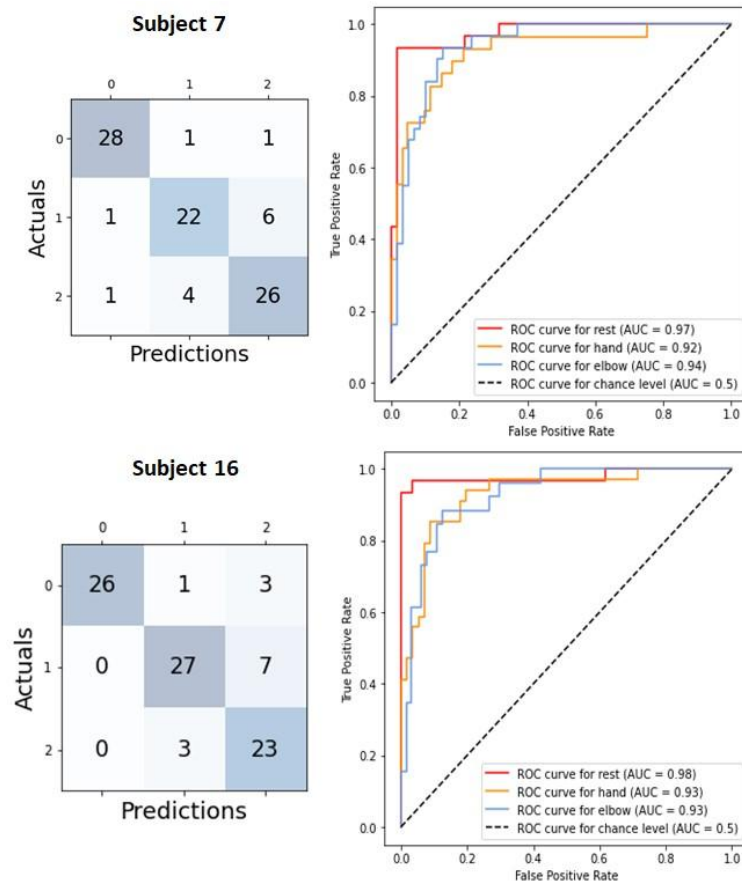 Subject 7
0 1 2
0 28 1 1
1 1 22 6
2 1 4 26
Actuals
Predictions
1.0
0.8
0.6
0.4
0.2
0.0
True Positive Rate
ROC curve for rest (AUC = 0.97)
ROC curve for hand (AUC = 0.92)
ROC curve for elbow (AUC = 0.94)
ROC curve for chance level (AUC = 0.5)
0.0 0.2 0.4 0.6 0.8 1.0
False Positive Rate
Subject 16
0 1 2
0 26 1 3
1 0 27 7
2 0 3 23
Actuals
Predictions
1.0
0.8
0.6
0.4
0.2
0.0
True Positive Rate
ROC curve for rest (AUC = 0.98)
ROC curve for hand (AUC = 0.93)
ROC curve for elbow (AUC = 0.93)
ROC curve for chance level (AUC = 0.5)
0.0 0.2 0.4 0.6 0.8 1.0
False Positive Rate